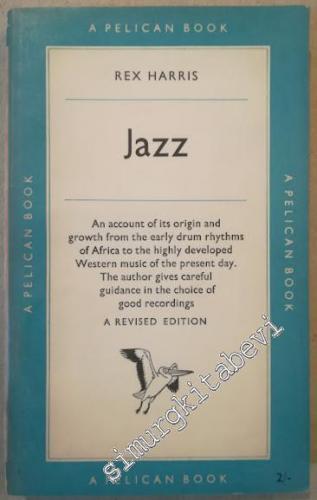 A PELICAN BOOK
REX HARRIS
Jazz
An account of its origin and
growth from the early drum rhythms
of Africa to the highly developed
Western music of the present day.
The author gives careful
guidance in the choice of
good recordings
A REVISED EDITION
A PELICAN BOOK
A PELICAN BOOK
A PELICAN BOOK
2/-
simurgkitabevi